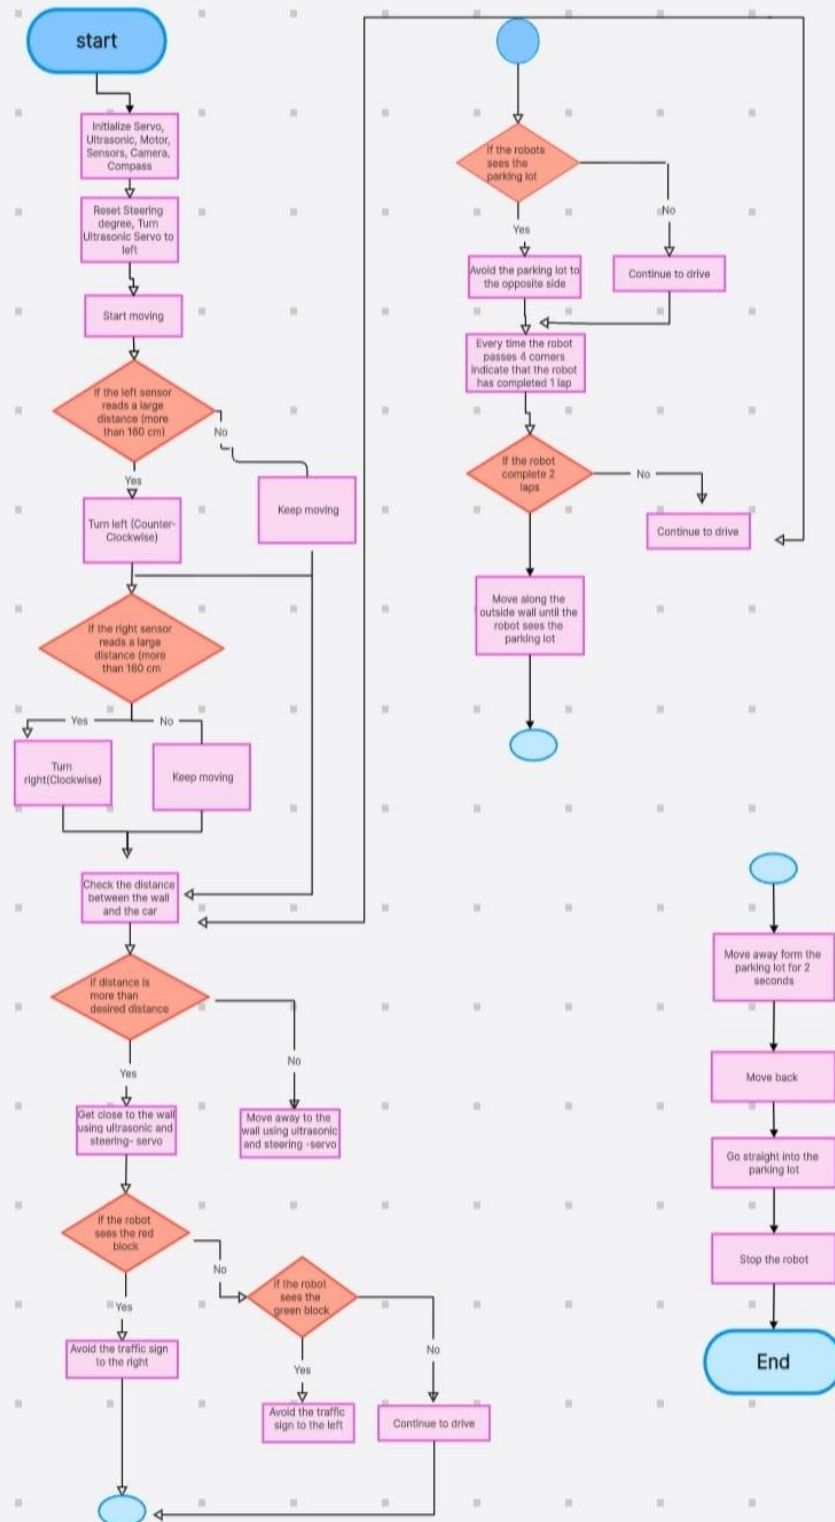 start
Initialize Servo,
Ultrasonic, Motor,
Sensors, Camera,
Compass
Reset Steering
degree, Turn
Ultrasonic Servo to
left
Start moving
If the left sensor
reads a large
distance (more
than 160 cm)
No
Yes
Keep moving
Turn left (Counter-
Clockwise)
If the right sensor
reads a large
distance (more
than 160 cm
Yes
No
Turn
right(Clockwise)
Keep moving
Check the distance
between the wall
and the car
If distance is
more than
desired distance
No
Yes
Get close to the wall
using ultrasonic and
steering- servo
Move away to the
wall using ultrasonic
and steering -servo
If the robot
sees the red
block
No
Yes
If the robot
sees the
green block
Avoid the traffic sign
to the right
Yes
No
Avoid the traffic
sign to the left
Continue to drive
If the robots
sees the
parking lot
No
Yes
Avoid the parking lot to
the opposite side
Continue to drive
Every time the robot
passes 4 corners
indicate that the robot
has completed 1 lap
If the robot
complete 2
laps
No
Continue to drive
Move along the
outside wall until the
robot sees the
parking lot
Move away form the
parking lot for 2
seconds
Move back
Go straight into the
parking lot
Stop the robot
End